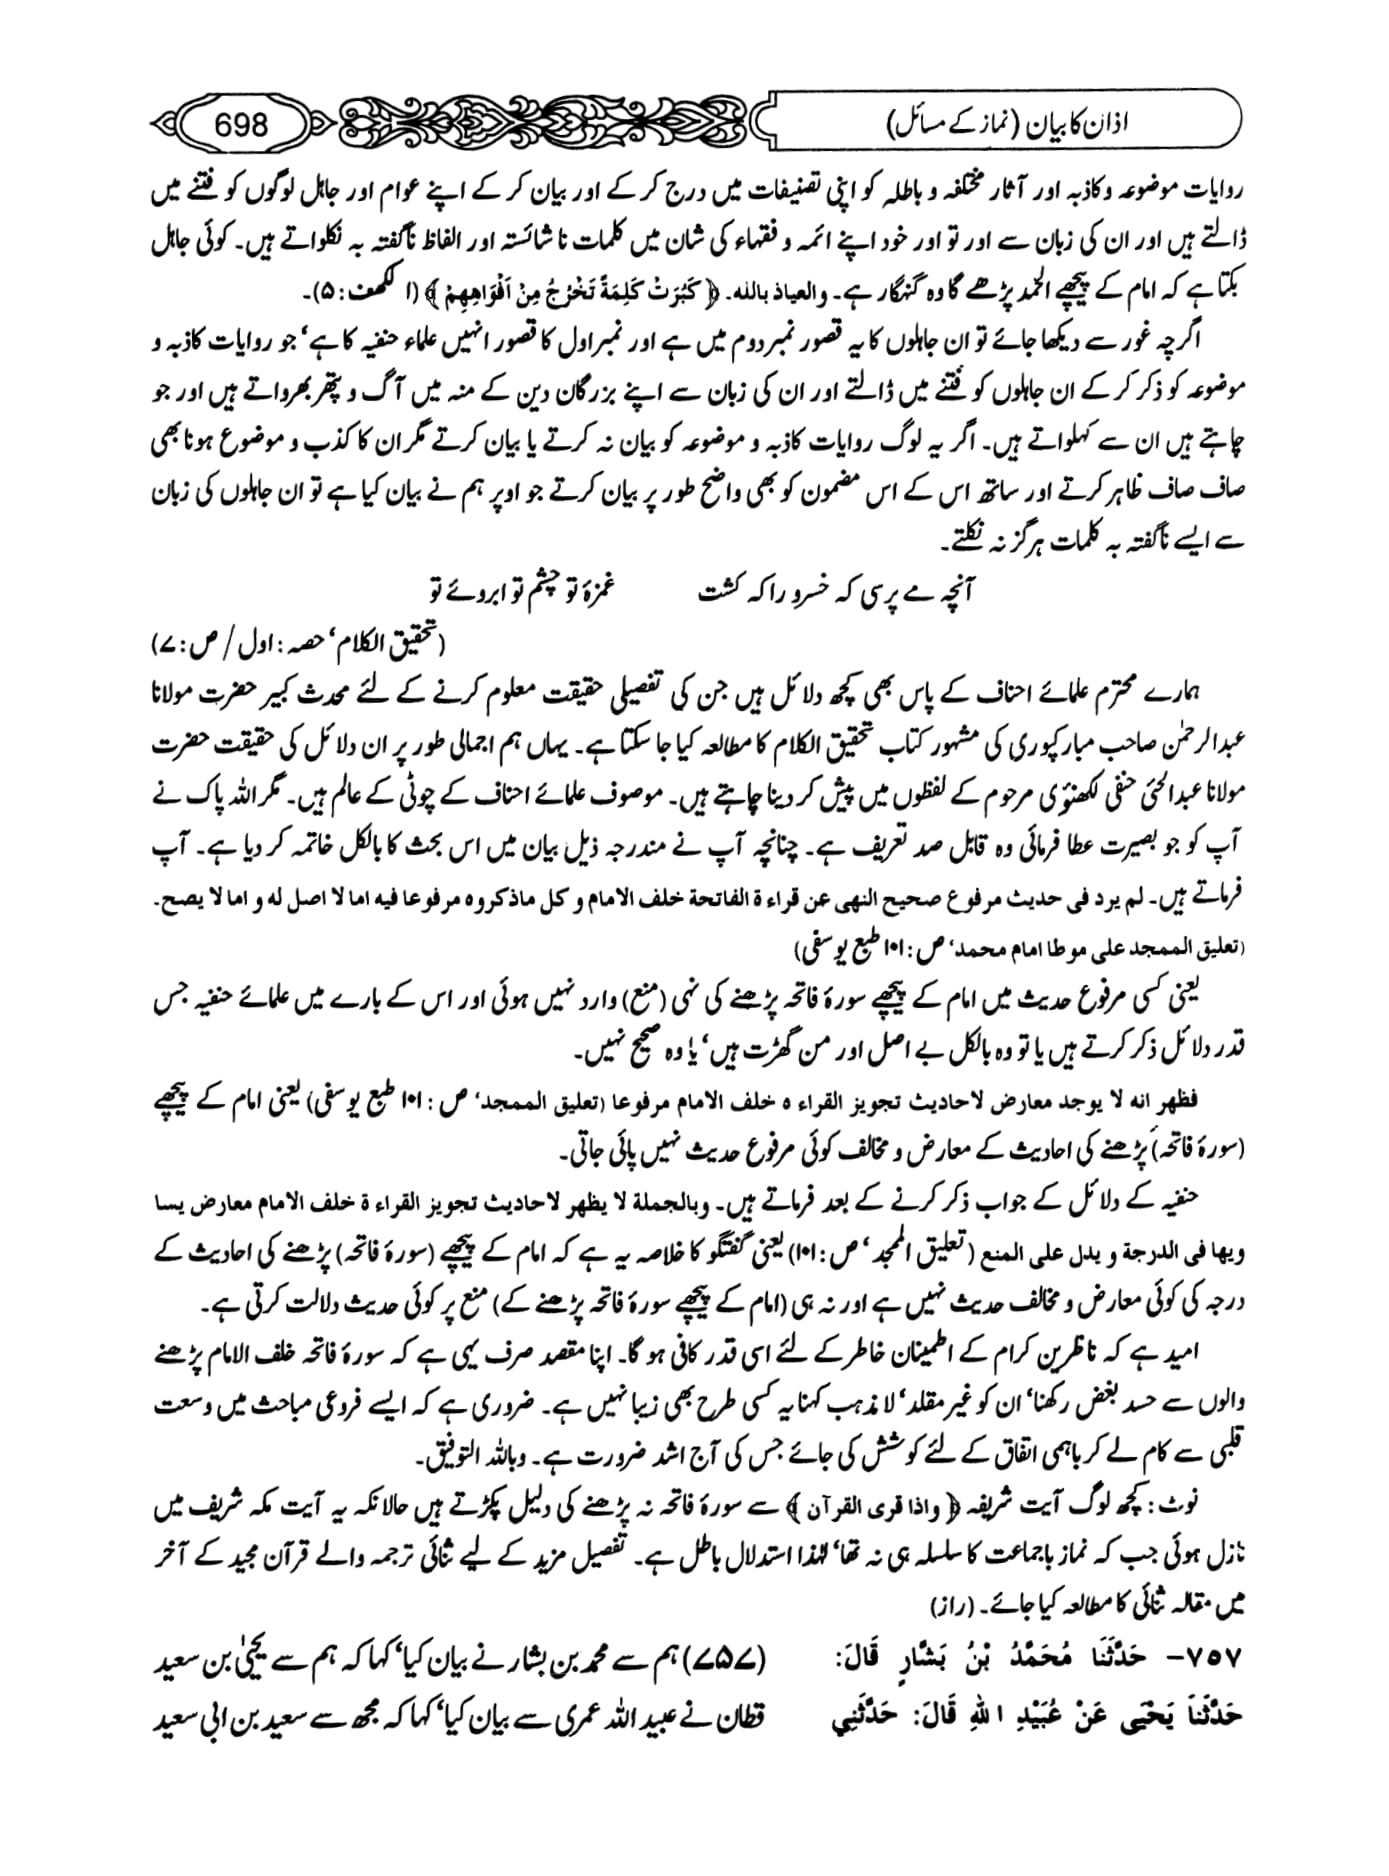 اذان کا بیان (نماز کے مسائل)
698
روایات موضوعہ و کاذبہ اور آثار مختلفہ و باطلہ کو اپنی تصنیفات میں درج کر کے اور بیان کر کے اپنے عوام اور جاہل لوگوں کو فتنے میں
ڈالتے ہیں اور ان کی زبان سے اور تو اور خود اپنے ائمہ و فقہاء کی شان میں کلمات نا شائستہ اور الفاظ ناگفتہ بہ نکلواتے ہیں۔ کوئی جاہل
بکتا ہے کہ امام کے پیچھے الحمد پڑھے گا وہ گنہگار ہے۔ والعیاذ باللہ۔ ﴿ كَبُرَتْ كَلِمَةً تَخْرُجُ مِنْ اَفْوَاهِهِمْ ﴾ (الکھف : ۵)۔
اگرچہ غور سے دیکھا جائے تو ان جاہلوں کا یہ قصور نمبر دوم میں ہے اور نمبر اول کا قصور انہیں علماء حنفیہ کا ہے‘ جو روایات کاذبہ و
موضوعہ کو ذکر کر کے ان جاہلوں کو فتنے میں ڈالتے اور ان کی زبان سے اپنے بزرگان دین کے منہ میں آگ و پتھر بھرواتے ہیں اور جو
چاہتے ہیں ان سے کہلواتے ہیں۔ اگر یہ لوگ روایات کاذبہ و موضوعہ کو بیان نہ کرتے یا بیان کرتے مگر ان کا کذب و موضوع ہونا بھی
صاف صاف ظاہر کرتے اور ساتھ اس کے اس مضمون کو بھی واضح طور پر بیان کرتے جو اوپر ہم نے بیان کیا ہے تو ان جاہلوں کی زبان
سے ایسے ناگفتہ بہ کلمات ہرگز نہ نکلتے۔
آنچہ مے پرسی کہ خسرو را کہ کشت غمزۂ تو چشم تو ابروئے تو
(تحقیق الکلام‘ حصہ : اول / ص : ۷)
ہمارے محترم علمائے احناف کے پاس بھی کچھ دلائل ہیں جن کی تفصیلی حقیقت معلوم کرنے کے لئے محدث کبیر حضرت مولانا
عبدالرحمٰن صاحب مبارکپوری کی مشہور کتاب تحقیق الکلام کا مطالعہ کیا جا سکتا ہے۔ یہاں ہم اجمالی طور پر ان دلائل کی حقیقت حضرت
مولانا عبدالحئی حنفی لکھنؤی مرحوم کے لفظوں میں پیش کر دینا چاہتے ہیں۔ موصوف علمائے احناف کے چوٹی کے عالم ہیں۔ مگر اللہ پاک نے
آپ کو جو بصیرت عطا فرمائی وہ قابل صد تعریف ہے۔ چنانچہ آپ نے مندرجہ ذیل بیان میں اس بحث کا بالکل خاتمہ کر دیا ہے۔ آپ
فرماتے ہیں۔ لم یرد فی حدیث مرفوع صحیح النھی عن قراءة الفاتحة خلف الامام و کل ماذکروه مرفوعا فیه اما لا اصل له و اما لا یصح۔
(تعلیق الممجد علی موطا امام محمد‘ ص : ۱۰۱ طبع یوسفی)
یعنی کسی مرفوع حدیث میں امام کے پیچھے سورۂ فاتحہ پڑھنے کی نہی (منع) وارد نہیں ہوئی اور اس کے بارے میں علمائے حنفیہ جس
قدر دلائل ذکر کرتے ہیں یا تو وہ بالکل بے اصل اور من گھڑت ہیں‘ یا وہ صحیح نہیں۔
فظھر انه لا یوجد معارض لاحادیث تجویز القراء ہ خلف الامام مرفوعا (تعلیق الممجد‘ ص : ۱۰۱ طبع یوسفی) یعنی امام کے پیچھے
(سورۂ فاتحہ) پڑھنے کی احادیث کے معارض و مخالف کوئی مرفوع حدیث نہیں پائی جاتی۔
حنفیہ کے دلائل کے جواب ذکر کرنے کے بعد فرماتے ہیں۔ وبالجملة لا یظھر لاحادیث تجویز القراء ة خلف الامام معارض یسا
ویھا فی الدرجة و یدل علی المنع (تعلیق الممجد‘ ص : ۱۰۱) یعنی گفتگو کا خلاصہ یہ ہے کہ امام کے پیچھے (سورۂ فاتحہ) پڑھنے کی احادیث کے
درجہ کی کوئی معارض و مخالف حدیث نہیں ہے اور نہ ہی (امام کے پیچھے سورۂ فاتحہ پڑھنے کے) منع پر کوئی حدیث دلالت کرتی ہے۔
امید ہے کہ ناظرین کرام کے اطمینان خاطر کے لئے اسی قدر کافی ہو گا۔ اپنا مقصد صرف یہی ہے کہ سورۂ فاتحہ خلف الامام پڑھنے
والوں سے حسد بغض رکھنا‘ ان کو غیر مقلد‘ لا مذہب کہنا یہ کسی طرح بھی زیبا نہیں ہے۔ ضروری ہے کہ ایسے فروعی مباحث میں وسعت
قلبی سے کام لے کر باہمی اتفاق کے لئے کوشش کی جائے جس کی آج اشد ضرورت ہے۔ وباللہ التوفیق۔
نوٹ : کچھ لوگ آیت شریفہ ﴿ واذا قری القرآن ﴾ سے سورۂ فاتحہ نہ پڑھنے کی دلیل پکڑتے ہیں حالانکہ یہ آیت مکہ شریف میں
نازل ہوئی جب کہ نماز باجماعت کا سلسلہ ہی نہ تھا‘ لہٰذا استدلال باطل ہے۔ تفصیل مزید کے لیے ثنائی ترجمہ والے قرآن مجید کے آخر
میں مقالہ ثنائی کا مطالعہ کیا جائے۔ (راز)
٧٥٧- حَدَّثَنَا مُحَمَّدُ بْنُ بَشَّارٍ قَالَ:
حَدَّثَنَا يَحْيَى عَنْ عُبَيْدِ اللهِ قَالَ: حَدَّثَنِي
(۷۵۷) ہم سے محمد بن بشار نے بیان کیا‘ کہا کہ ہم سے یحییٰ بن سعید
قطان نے عبید اللہ عمری سے بیان کیا‘ کہا کہ مجھ سے سعید بن ابی سعید